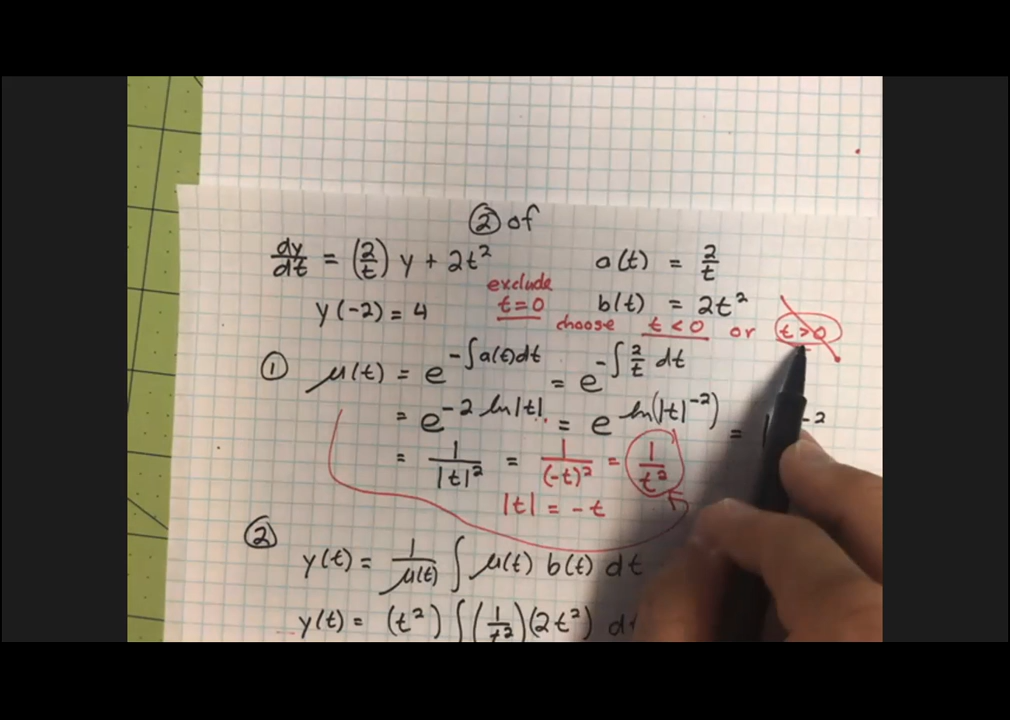 ② of
dy/dt = (2/t) y + 2t² a(t) = 2/t
exclude
y(-2) = 4 t=0 b(t) = 2t²
choose t < 0 or t > 0
① μ(t) = e^(-∫a(t)dt) = e^(-∫ 2/t dt)
= e^(-2 ln|t|) = e^(ln(|t|^-2)) = |t|^-2
= 1/|t|² = 1/(-t)² = 1/t²
|t| = -t
② y(t) = 1/μ(t) ∫ μ(t) b(t) dt
y(t) = (t²) ∫ (1/t²)(2t²) dt